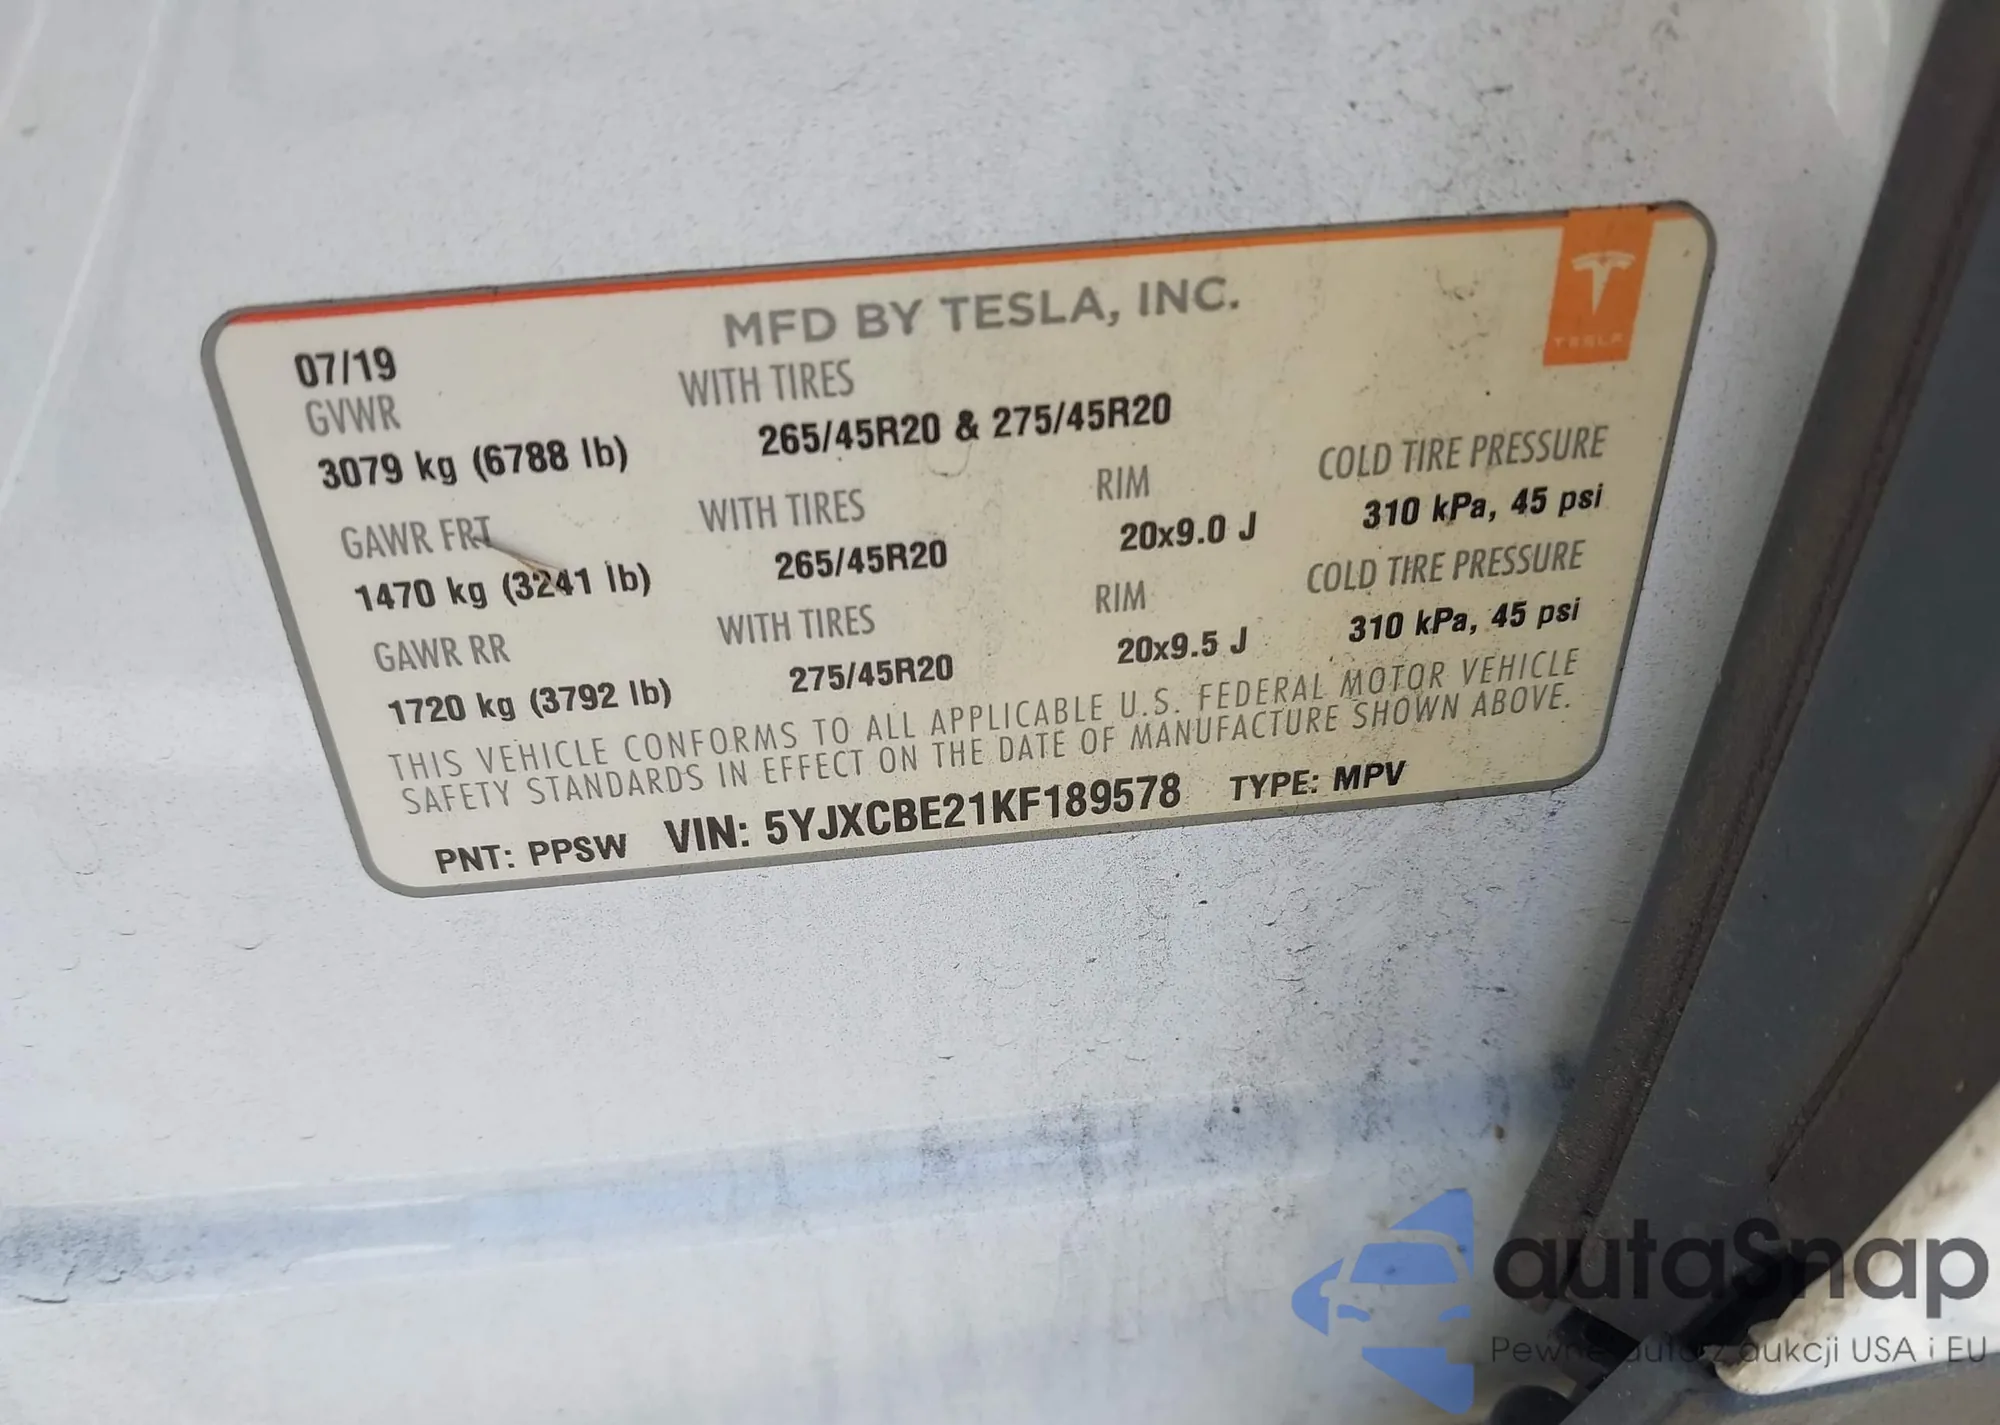 MFD BY TESLA, INC.
TESLA
07/19
GVWR WITH TIRES
3079 kg (6788 lb) 265/45R20 & 275/45R20
GAWR FRT WITH TIRES RIM COLD TIRE PRESSURE
1470 kg (3241 lb) 265/45R20 20x9.0 J 310 kPa, 45 psi
GAWR RR WITH TIRES RIM COLD TIRE PRESSURE
1720 kg (3792 lb) 275/45R20 20x9.5 J 310 kPa, 45 psi
THIS VEHICLE CONFORMS TO ALL APPLICABLE U.S. FEDERAL MOTOR VEHICLE
SAFETY STANDARDS IN EFFECT ON THE DATE OF MANUFACTURE SHOWN ABOVE.
PNT: PPSW VIN: 5YJXCBE21KF189578 TYPE: MPV
autaSnap
Pewne auto z aukcji USA i EU